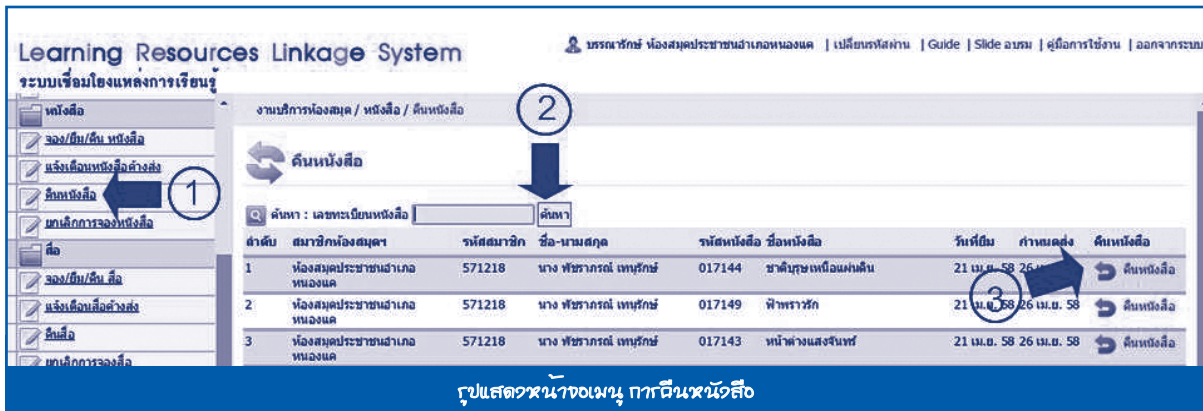 Learning Resources Linkage System
ระบบเชื่อมโยงแหล่งการเรียนรู้
บรรณารักษ์ ห้องสมุดประชาชนอำเภอหนองแค | เปลี่ยนรหัสผ่าน | Guide | Slide อบรม | คู่มือการใช้งาน | ออกจากระบบ
หนังสือ
จอง/ยืม/คืน หนังสือ
แจ้งเตือนหนังสือค้างส่ง
คืนหนังสือ
ยกเลิกการจองหนังสือ
สื่อ
จอง/ยืม/คืน สื่อ
แจ้งเตือนสื่อค้างส่ง
คืนสื่อ
ยกเลิกการจองสื่อ
1
งานบริการห้องสมุด / หนังสือ / คืนหนังสือ
2
คืนหนังสือ
ค้นหา : เลขทะเบียนหนังสือ ค้นหา
ลำดับ สมาชิกห้องสมุดฯ รหัสสมาชิก ชื่อ-นามสกุล รหัสหนังสือ ชื่อหนังสือ วันที่ยืม กำหนดส่ง คืนหนังสือ
1 ห้องสมุดประชาชนอำเภอ 571218 นาง พัชราภรณ์ เทนุรักษ์ 017144 ชาติบุรุษเหนือแผ่นดิน 21 เม.ย. 58 26 คืนหนังสือ
หนองแค
2 ห้องสมุดประชาชนอำเภอ 571218 นาง พัชราภรณ์ เทนุรักษ์ 017149 ฟ้าพราวรัก 21 เม.ย. 58 26 เม.ย. 58 คืนหนังสือ
หนองแค
3
3 ห้องสมุดประชาชนอำเภอ 571218 นาง พัชราภรณ์ เทนุรักษ์ 017143 หน้าต่างแสงจันทร์ 21 เม.ย. 58 26 เม.ย. 58 คืนหนังสือ
หนองแค
รูปแสดงหน้าจอเมนู การคืนหนังสือ